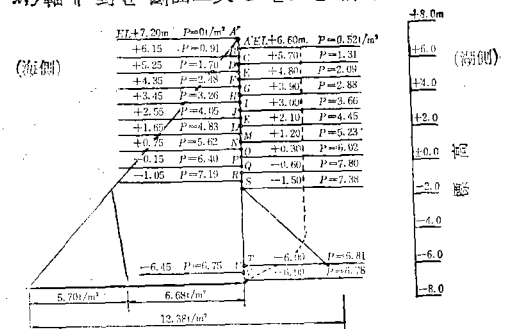 EL+7.20m P=0t/m² A
A' EL+6.60m. P=0.52t/m²
+8.0m
(海側)
(湖側)
+6.15 P=0.91 B
C +5.70 P=1.31
+6.0
+5.25 P=1.70 D
E +4.80 P=2.09
+4.35 P=2.48 F
G +3.90 P=2.88
+4.0
+3.45 P=3.26 H
I +3.00 P=3.66
+2.55 P=4.05 J
K +2.10 P=4.45
+2.0
+1.65 P=4.83 L
M +1.20 P=5.23
+0.75 P=5.62 N
O +0.30 P=6.02
±0.0
-0.15 P=6.40 P
Q -0.60 P=7.80
-1.05 P=7.19 R
S -1.50 P=7.38
-2.0
標高
-4.0
T -6.00 P=6.81
-6.0
-6.45 P=6.75 U
-6.90 P=6.78
-8.0
5.70t/m²
6.68t/m²
12.38t/m²